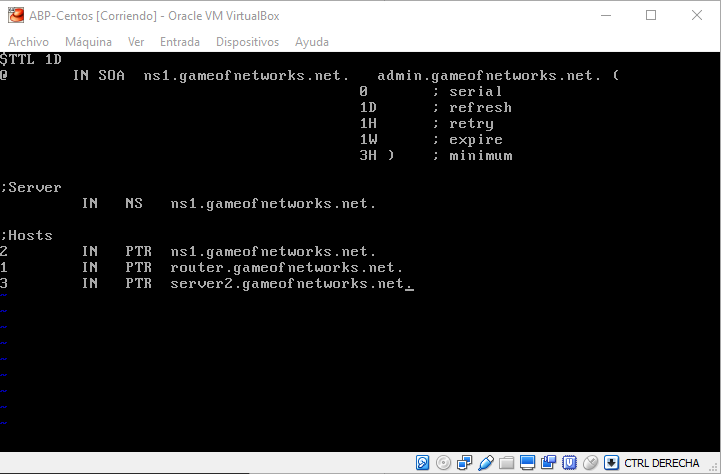 ABP-Centos [Corriendo] - Oracle VM VirtualBox
Archivo Máquina Ver Entrada Dispositivos Ayuda
$TTL 1D
@ IN SOA ns1.gameofnetworks.net. admin.gameofnetworks.net. (
0 ; serial
1D ; refresh
1H ; retry
1W ; expire
3H ) ; minimum
;Server
IN NS ns1.gameofnetworks.net.
;Hosts
2 IN PTR ns1.gameofnetworks.net.
1 IN PTR router.gameofnetworks.net.
3 IN PTR server2.gameofnetworks.net.
~
~
~
~
~
~
~
~
~
~
CTRL DERECHA